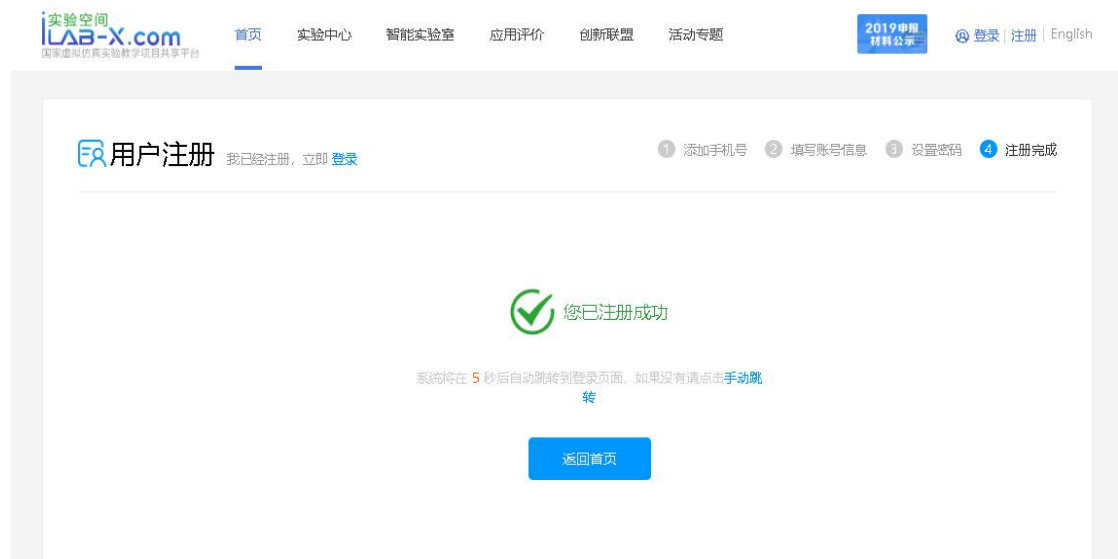 实验空间
iLAB-X.com
国家虚拟仿真实验教学项目共享平台
首页 实验中心 智能实验室 应用评价 创新联盟 活动专题
2019申报
材料公示
登录 | 注册 | English
用户注册 我已经注册，立即 登录
1 添加手机号 2 填写账号信息 3 设置密码 4 注册完成
您已注册成功
系统将在 5 秒后自动跳转到登录页面，如果没有请点击手动跳
转
返回首页